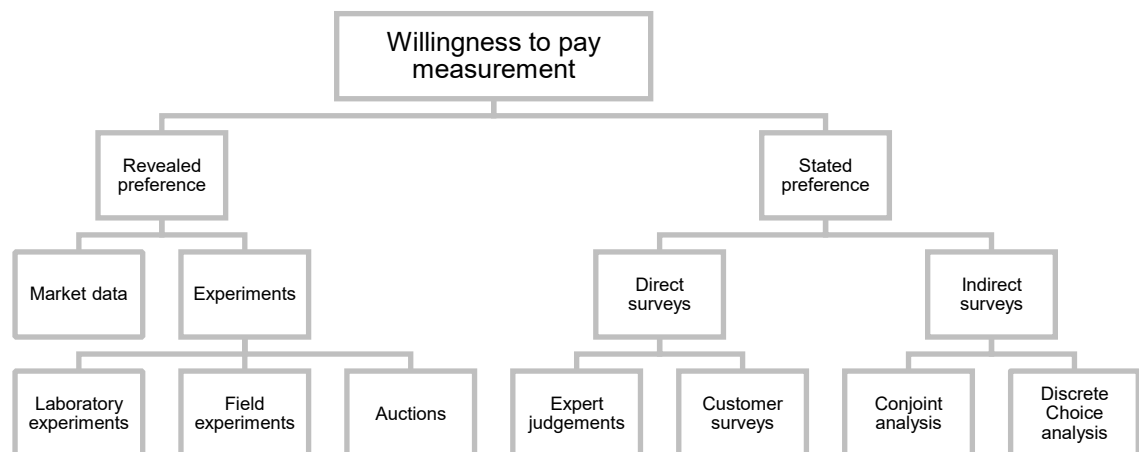 Willingness to pay
measurement
Revealed
preference
Stated
preference
Market data
Experiments
Direct
surveys
Indirect
surveys
Laboratory
experiments
Field
experiments
Auctions
Expert
judgements
Customer
surveys
Conjoint
analysis
Discrete
Choice
analysis